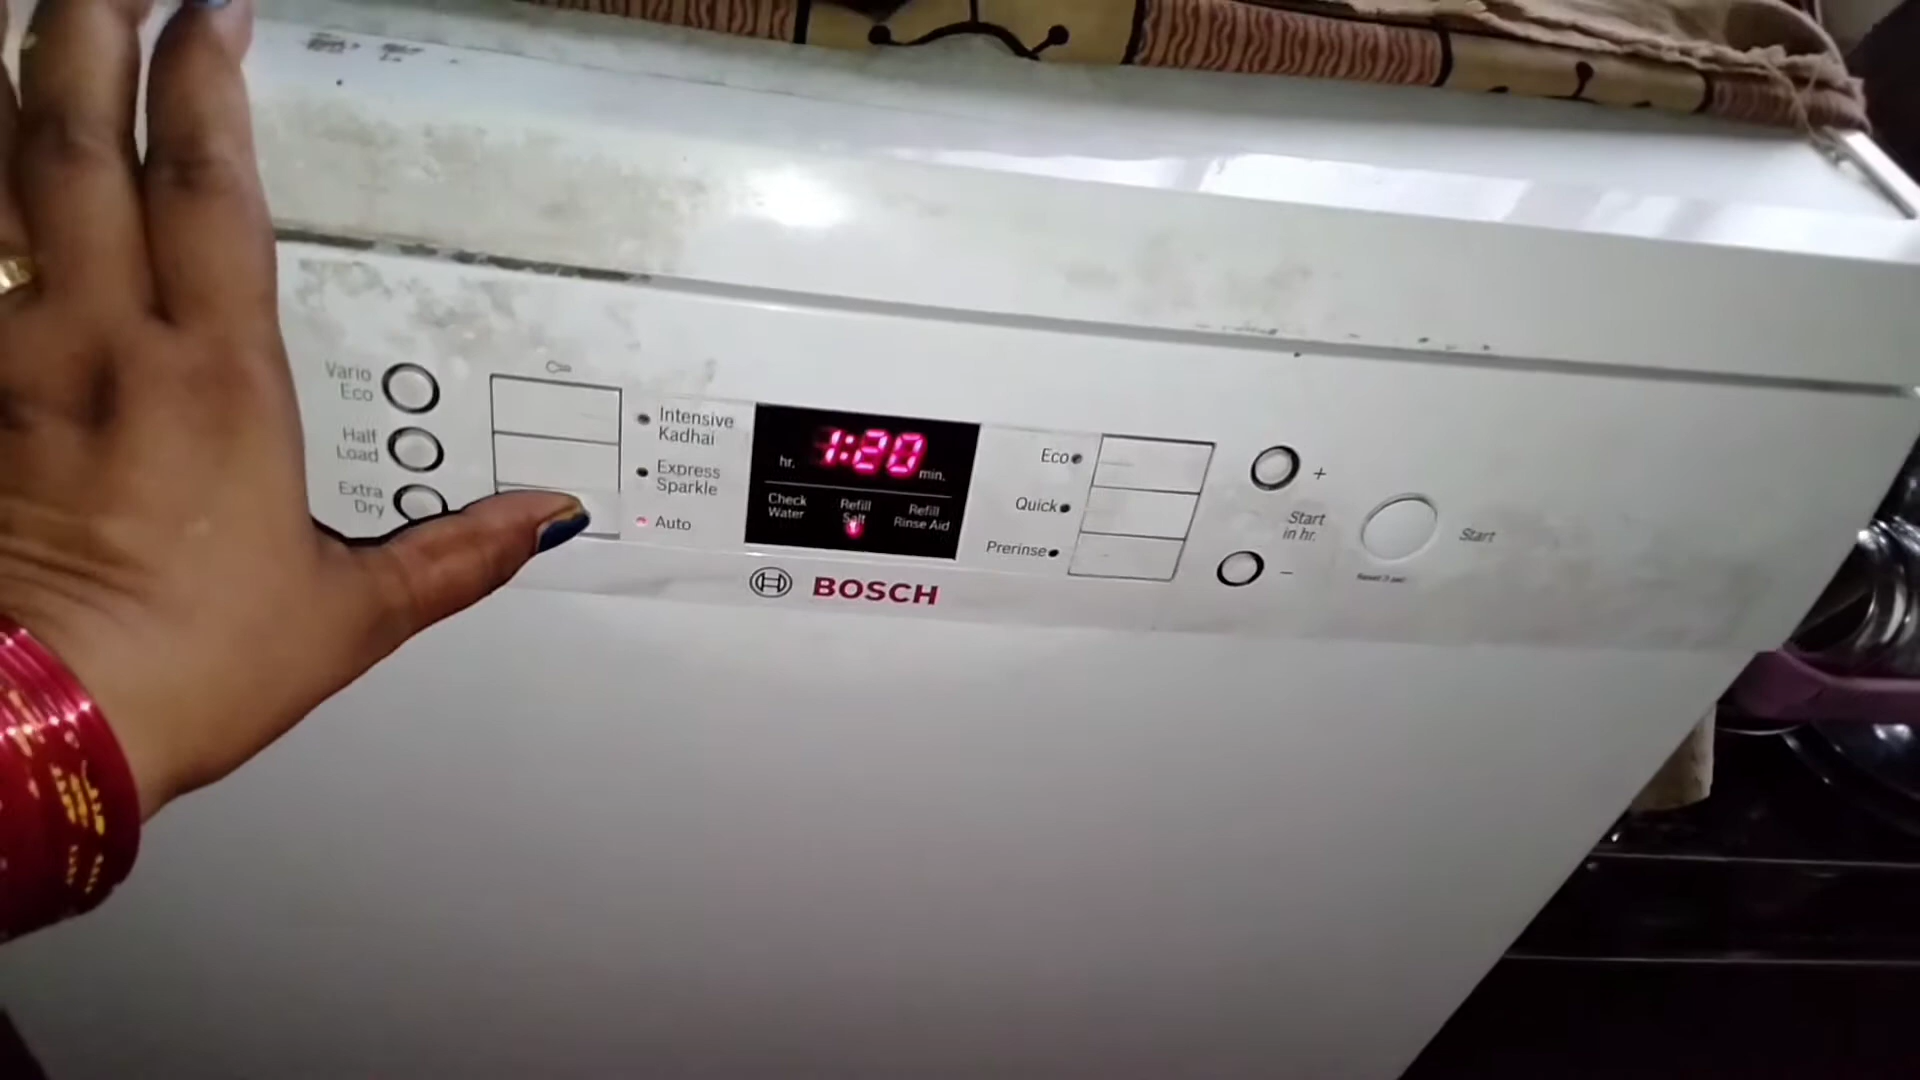 Vario
Eco
Half
Load
Extra
Dry
Intensive
Kadhai
Express
Sparkle
Auto
1:20
hr.
min.
Check
Water
Refill
Salt
Refill
Rinse Aid
BOSCH
Eco
Quick
Prerinse
+
Start
in hr.
-
Start